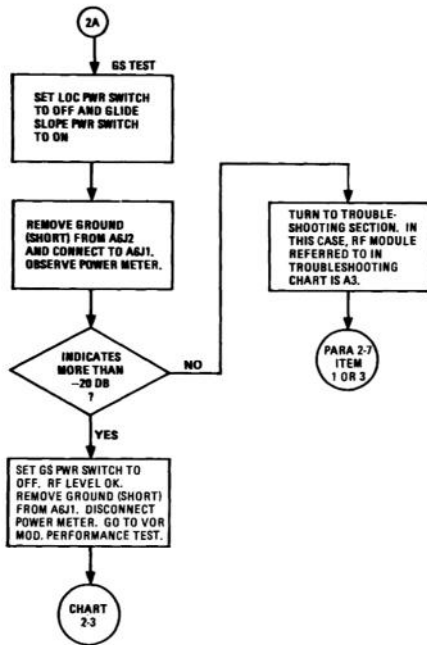 2A
GS TEST
SET LOC PWR SWITCH
TO OFF AND GLIDE
SLOPE PWR SWITCH
TO ON
REMOVE GROUND
(SHORT) FROM A6J2
AND CONNECT TO A6J1.
OBSERVE POWER METER.
INDICATES
MORE THAN
−20 DB
?
NO
TURN TO TROUBLE-
SHOOTING SECTION. IN
THIS CASE, RF MODULE
REFERRED TO IN
TROUBLESHOOTING
CHART IS A3.
PARA 2-7
ITEM
1 OR 3
YES
SET GS PWR SWITCH TO
OFF. RF LEVEL OK.
REMOVE GROUND (SHORT)
FROM A6J1. DISCONNECT
POWER METER. GO TO VOR
MOD. PERFORMANCE TEST.
CHART
2-3